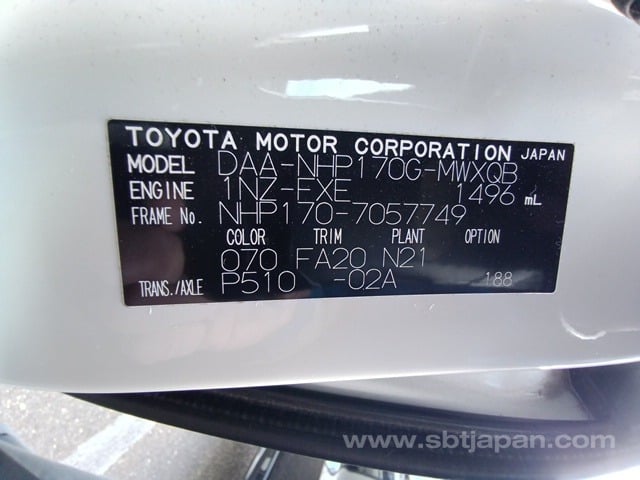 TOYOTA MOTOR CORPORATION JAPAN
MODEL DAA-NHP170G-MWXQB
ENGINE 1NZ-FXE 1496 mL
FRAME No. NHP170-7057749
COLOR TRIM PLANT OPTION
070 FA20 N21
TRANS./AXLE P510 -02A 188
www.sbtjapan.com